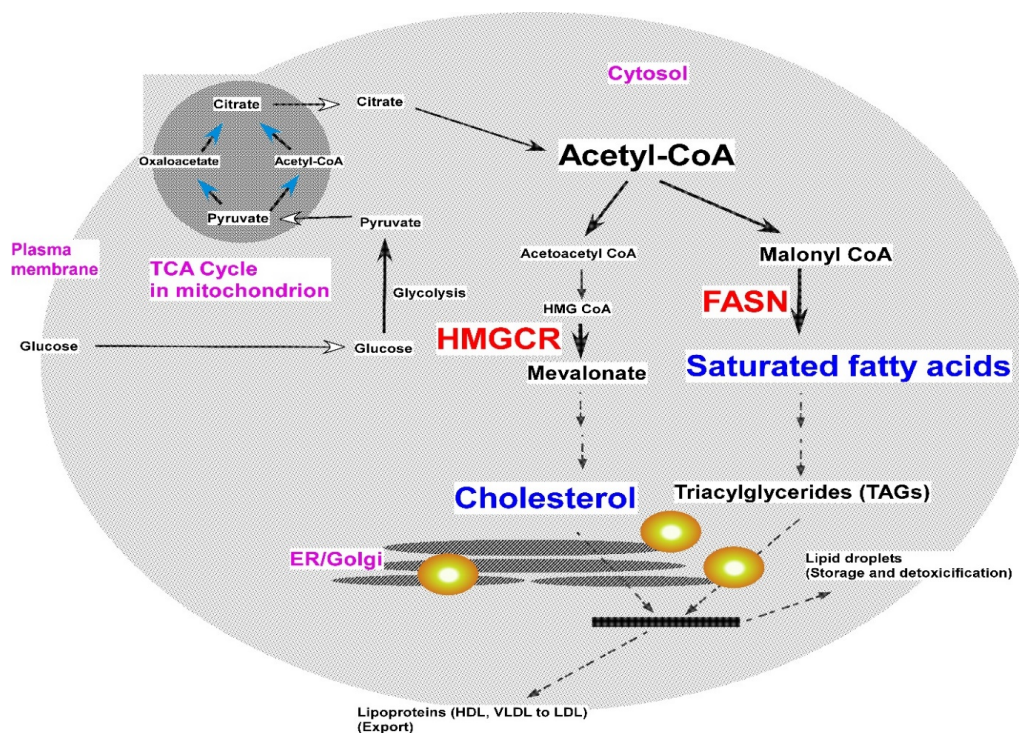 Cytosol
Citrate
Citrate
Acetyl-CoA
Oxaloacetate
Acetyl-CoA
Pyruvate
Pyruvate
Plasma
membrane
TCA Cycle
in mitochondrion
Acetoacetyl CoA
Malonyl CoA
Glycolysis
HMG CoA
FASN
HMGCR
Glucose
Glucose
Mevalonate
Saturated fatty acids
Cholesterol
Triacylglycerides (TAGs)
ER/Golgi
Lipid droplets
(Storage and detoxicification)
Lipoproteins (HDL, VLDL to LDL)
(Export)